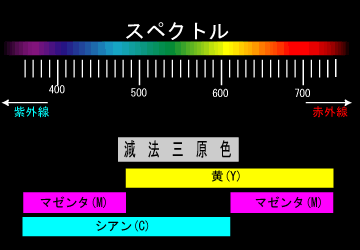 スペクトル
400 500 600 700
紫外線 赤外線
減法三原色
黄(Y)
マゼンタ(M) マゼンタ(M)
シアン(C)